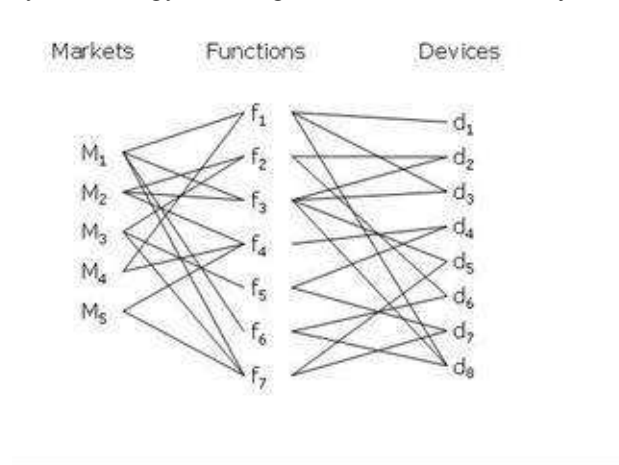 Markets Functions Devices
f₁
d₁
M₁
f₂
d₂
M₂
f₃
d₃
M₃
f₄
d₄
M₄
f₅
d₅
M₅
d₆
f₆
d₇
f₇
d₈